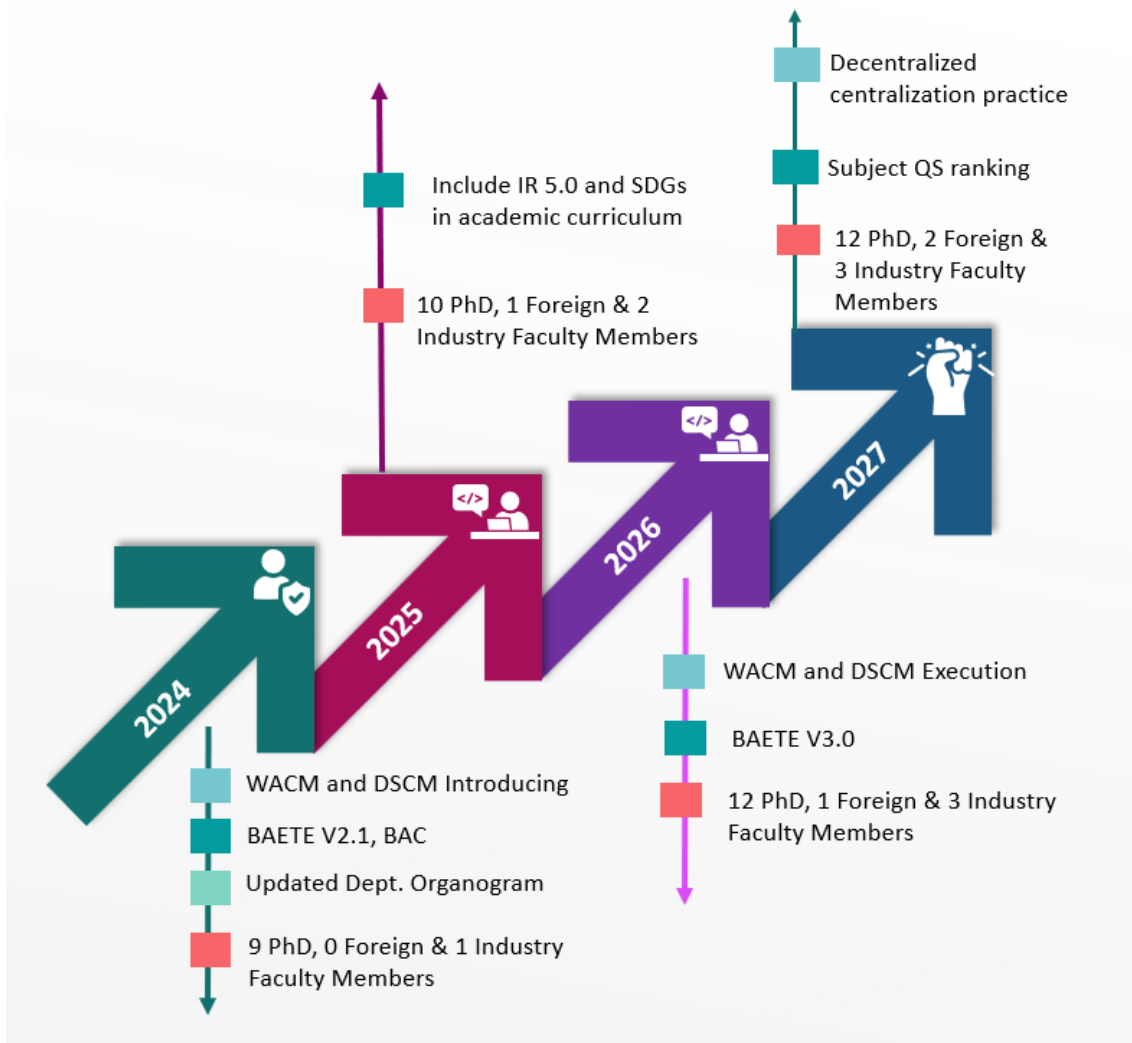 2024
WACM and DSCM Introducing
BAETE V2.1, BAC
Updated Dept. Organogram
9 PhD, 0 Foreign & 1 Industry
Faculty Members
2025
Include IR 5.0 and SDGs
in academic curriculum
10 PhD, 1 Foreign & 2
Industry Faculty Members
</>
2026
</>
WACM and DSCM Execution
BAETE V3.0
12 PhD, 1 Foreign & 3 Industry
Faculty Members
2027
Decentralized
centralization practice
Subject QS ranking
12 PhD, 2 Foreign &
3 Industry Faculty
Members